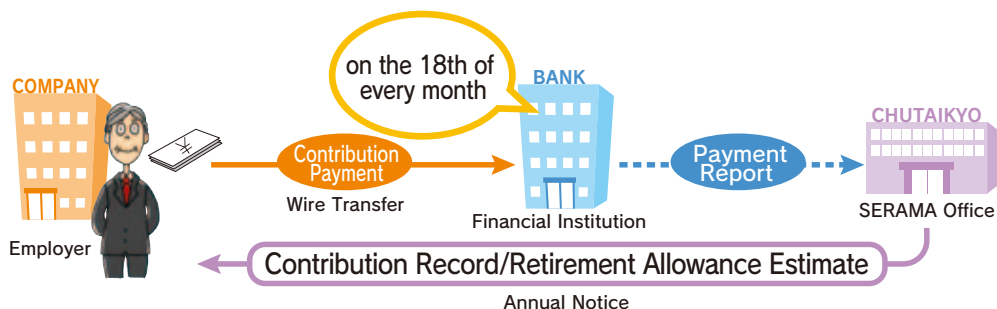 on the 18th of
every month
COMPANY
BANK
CHUTAIKYO
¥
Contribution
Payment
Payment
Report
Wire Transfer
Financial Institution
SERAMA Office
Employer
Contribution Record/Retirement Allowance Estimate
Annual Notice